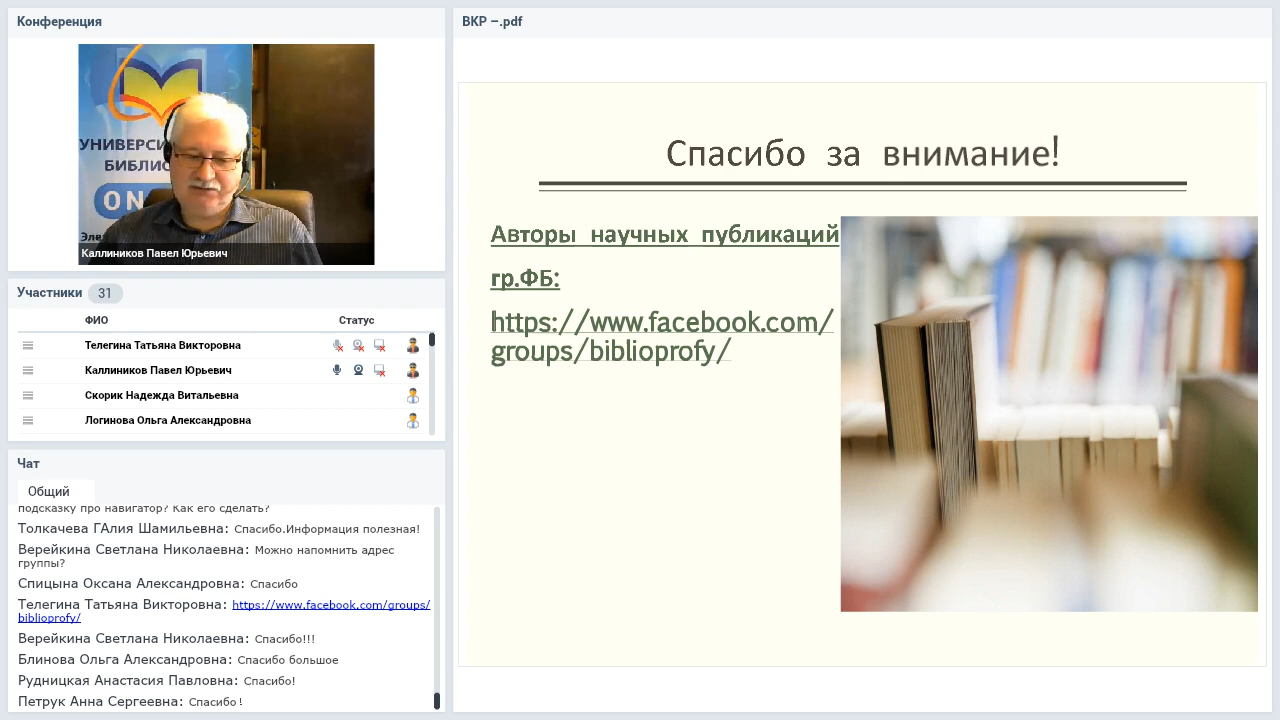 Конференция
УНИВЕРСИ
БИБЛИО
ON
Эле
Каллиников Павел Юрьевич
Участники 31
ФИО Статус
Телегина Татьяна Викторовна
Каллиников Павел Юрьевич
Скорик Надежда Витальевна
Логинова Ольга Александровна
Чат
Общий
подсказку про навигатор? Как его сделать?
Толкачева ГАлия Шамильевна: Спасибо.Информация полезная!
Верейкина Светлана Николаевна: Можно напомнить адрес
группы?
Спицына Оксана Александровна: Спасибо
Телегина Татьяна Викторовна: https://www.facebook.com/groups/
biblioprofy/
Верейкина Светлана Николаевна: Спасибо!!!
Блинова Ольга Александровна: Спасибо большое
Рудницкая Анастасия Павловна: Спасибо!
Петрук Анна Сергеевна: Спасибо!
ВКР –.pdf
Спасибо за внимание!
Авторы научных публикаций
гр.ФБ:
https://www.facebook.com/
groups/biblioprofy/